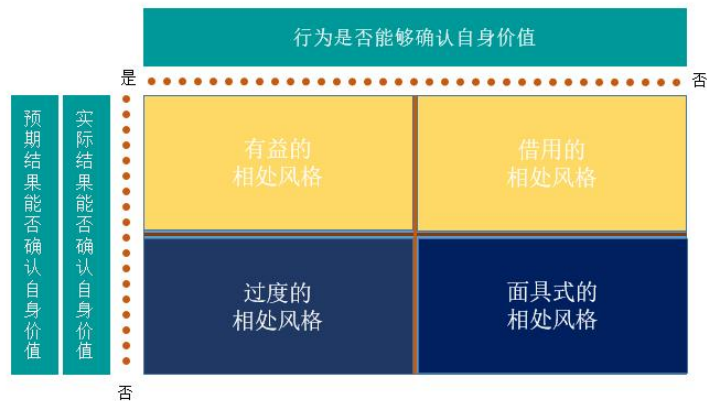 行为是否能够确认自身价值
是
否
预期结果能否确认自身价值
实际结果能否确认自身价值
有益的
相处风格
借用的
相处风格
过度的
相处风格
面具式的
相处风格
否